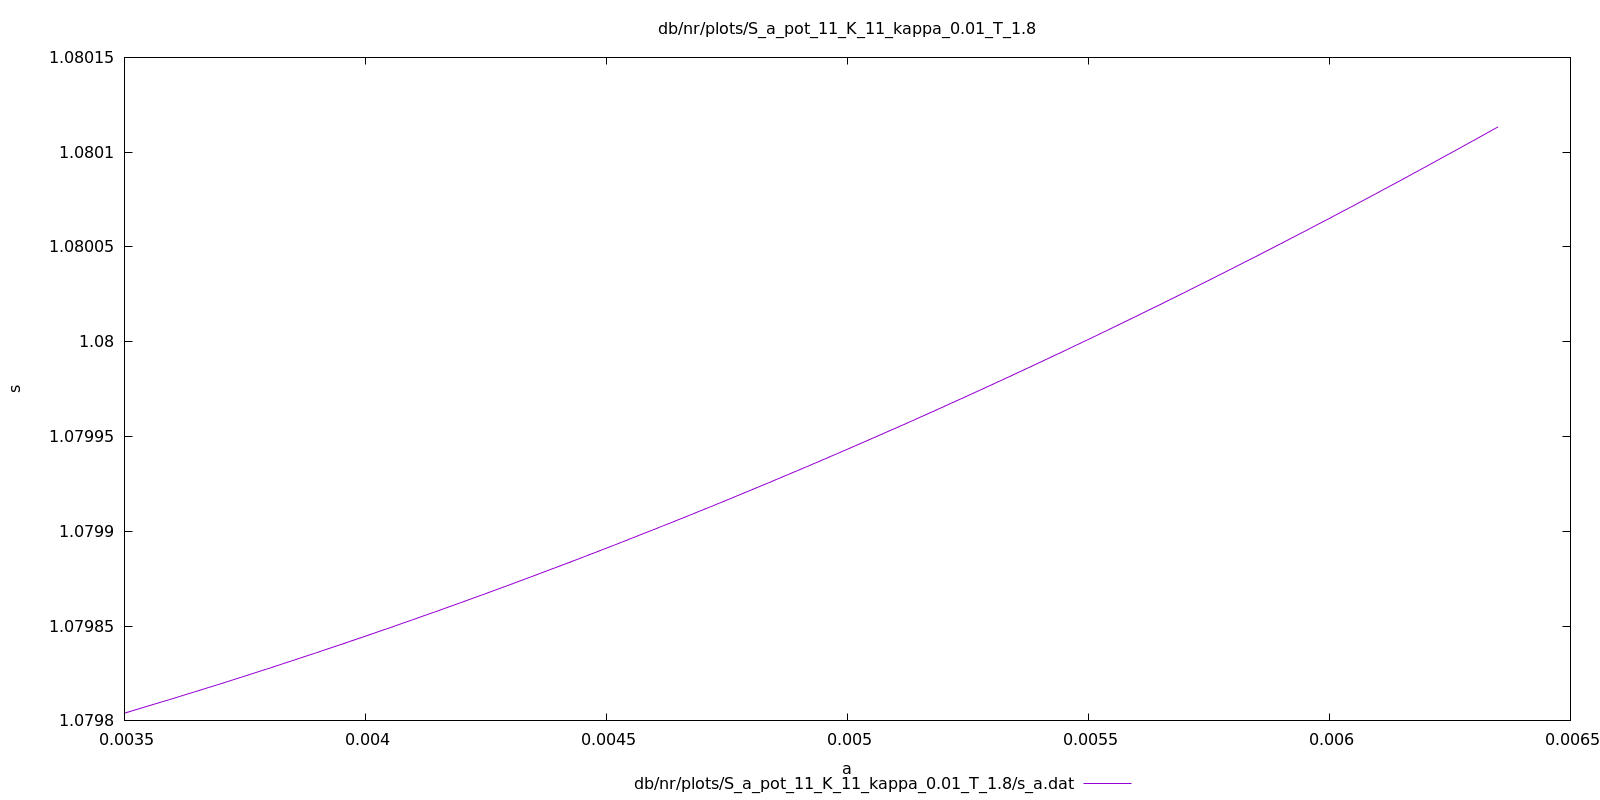 db/nr/plots/S_a_pot_11_K_11_kappa_0.01_T_1.8
1.08015
1.0801
1.08005
1.08
s
1.07995
1.0799
1.07985
1.0798
0.0035 0.004 0.0045 0.005 0.0055 0.006 0.0065
a
db/nr/plots/S_a_pot_11_K_11_kappa_0.01_T_1.8/s_a.dat